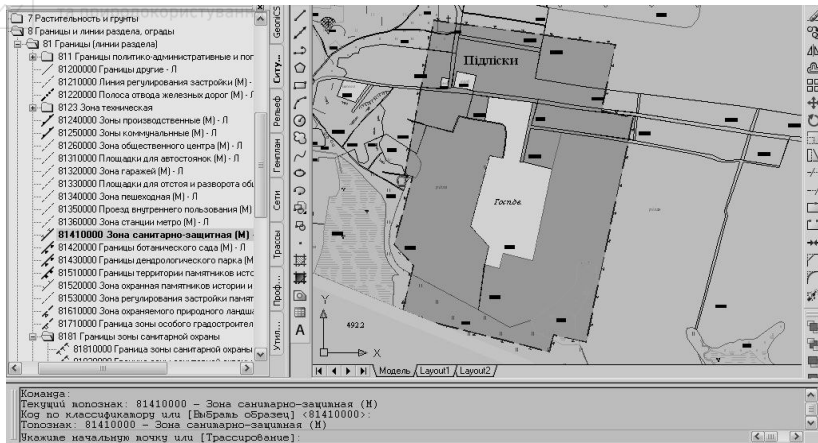 та природокористуванн
7 Растительность и грунты
8 Границы и линии раздела, ограды
81 Границы (линии раздела)
811 Границы политико-административные и пог
81200000 Границы другие - Л
81210000 Линия регулирования застройки (М) - Л
81220000 Полоса отвода железных дорог (М) - Л
8123 Зона техническая
81240000 Зоны производственные (М) - Л
81250000 Зоны коммунальные (М) - Л
81260000 Зона общественного центра (М) - Л
81310000 Площадки для автостоянок (М) - Л
81320000 Зона гаражей (М) - Л
81330000 Площадки для отстоя и разворота общ
81340000 Зона пешеходная (М) - Л
81350000 Проезд внутреннего пользования (М)
81360000 Зона станции метро (М) - Л
81410000 Зона санитарно-защитная (М)
81420000 Границы ботанического сада (М) - Л
81430000 Границы дендрологического парка (М
81510000 Границы территории памятников исто
81520000 Зона охранная памятников истории и
81530000 Зона регулирования застройки памят
81610000 Зона охраняемого природного ландша
81710000 Граница зоны особого градостроител
8181 Границы зоны санитарной охраны
81810000 Граница зоны санитарной охраны
GeoniCS
Ситу...
Рельеф
Генплан
Сети
Трассы
Проф...
Утил...
A
Підліски
Господв.
492.2
Y
X
Модель
Layout1
Layout2
Команда:
Текущий топознак: 81410000 - Зона санитарно-защитная (М)
Код по классификатору или [Выбрать образец] <81410000>:
Топознак: 81410000 - Зона санитарно-защитная (М)
Укажите начальную точку или [Трассирование]: